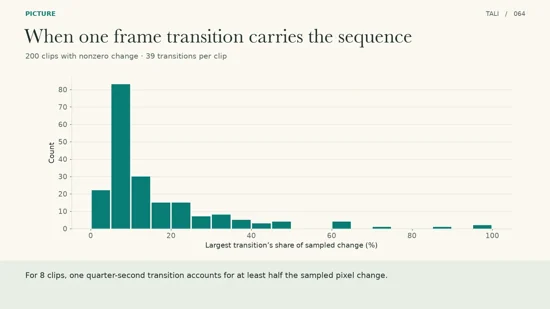 PICTURE
TALI / 064
When one frame transition carries the sequence
200 clips with nonzero change · 39 transitions per clip
80
70
60
50
40
30
20
10
0
Count
0 20 40 60 80 100
Largest transition's share of sampled change (%)
For 8 clips, one quarter-second transition accounts for at least half the sampled pixel change.